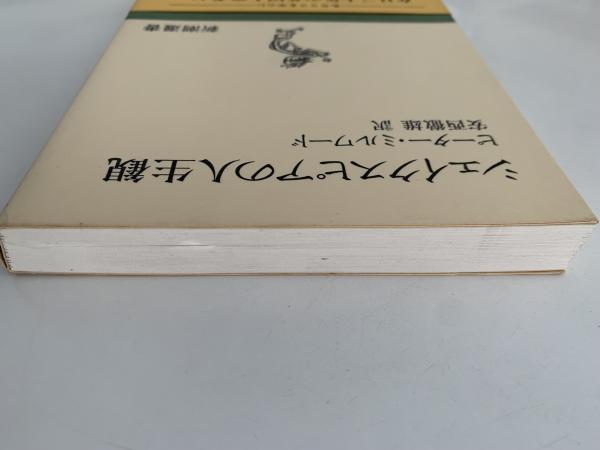 シェイクスピアの人生観
ピーター・ミルワード
安西徹雄 訳
新潮選書